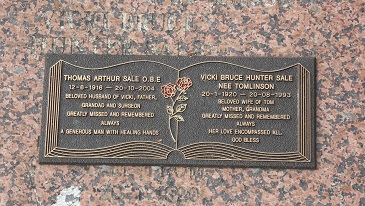 THOMAS ARTHUR SALE O.B.E
12-6-1916 – 20-10-2004
BELOVED HUSBAND OF VICKI, FATHER,
GRANDAD AND SURGEON
GREATLY MISSED AND REMEMBERED
ALWAYS
A GENEROUS MAN WITH HEALING HANDS
VICKI BRUCE HUNTER SALE
NEE TOMLINSON
20-1-1920 – 20-08-1993
BELOVED WIFE OF TOM
MOTHER, GRANDMA
GREATLY MISSED AND REMEMBERED
ALWAYS
HER LOVE ENCOMPASSED ALL.
GOD BLESS